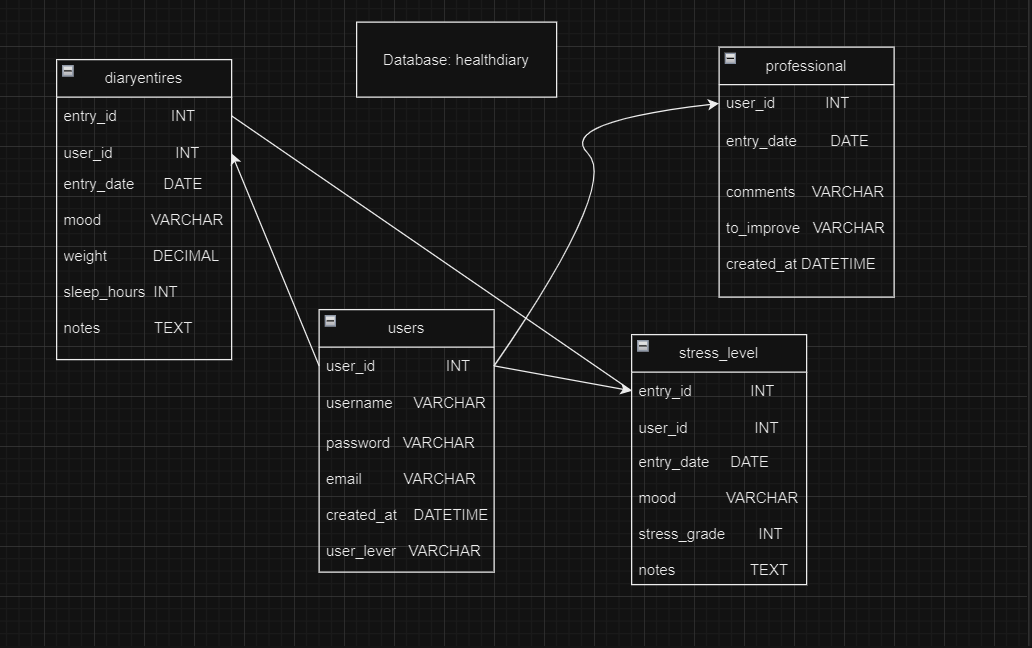 Database: healthdiary
diaryentires
entry_id INT
user_id INT
entry_date DATE
mood VARCHAR
weight DECIMAL
sleep_hours INT
notes TEXT
users
user_id INT
username VARCHAR
password VARCHAR
email VARCHAR
created_at DATETIME
user_lever VARCHAR
professional
user_id INT
entry_date DATE
comments VARCHAR
to_improve VARCHAR
created_at DATETIME
stress_level
entry_id INT
user_id INT
entry_date DATE
mood VARCHAR
stress_grade INT
notes TEXT